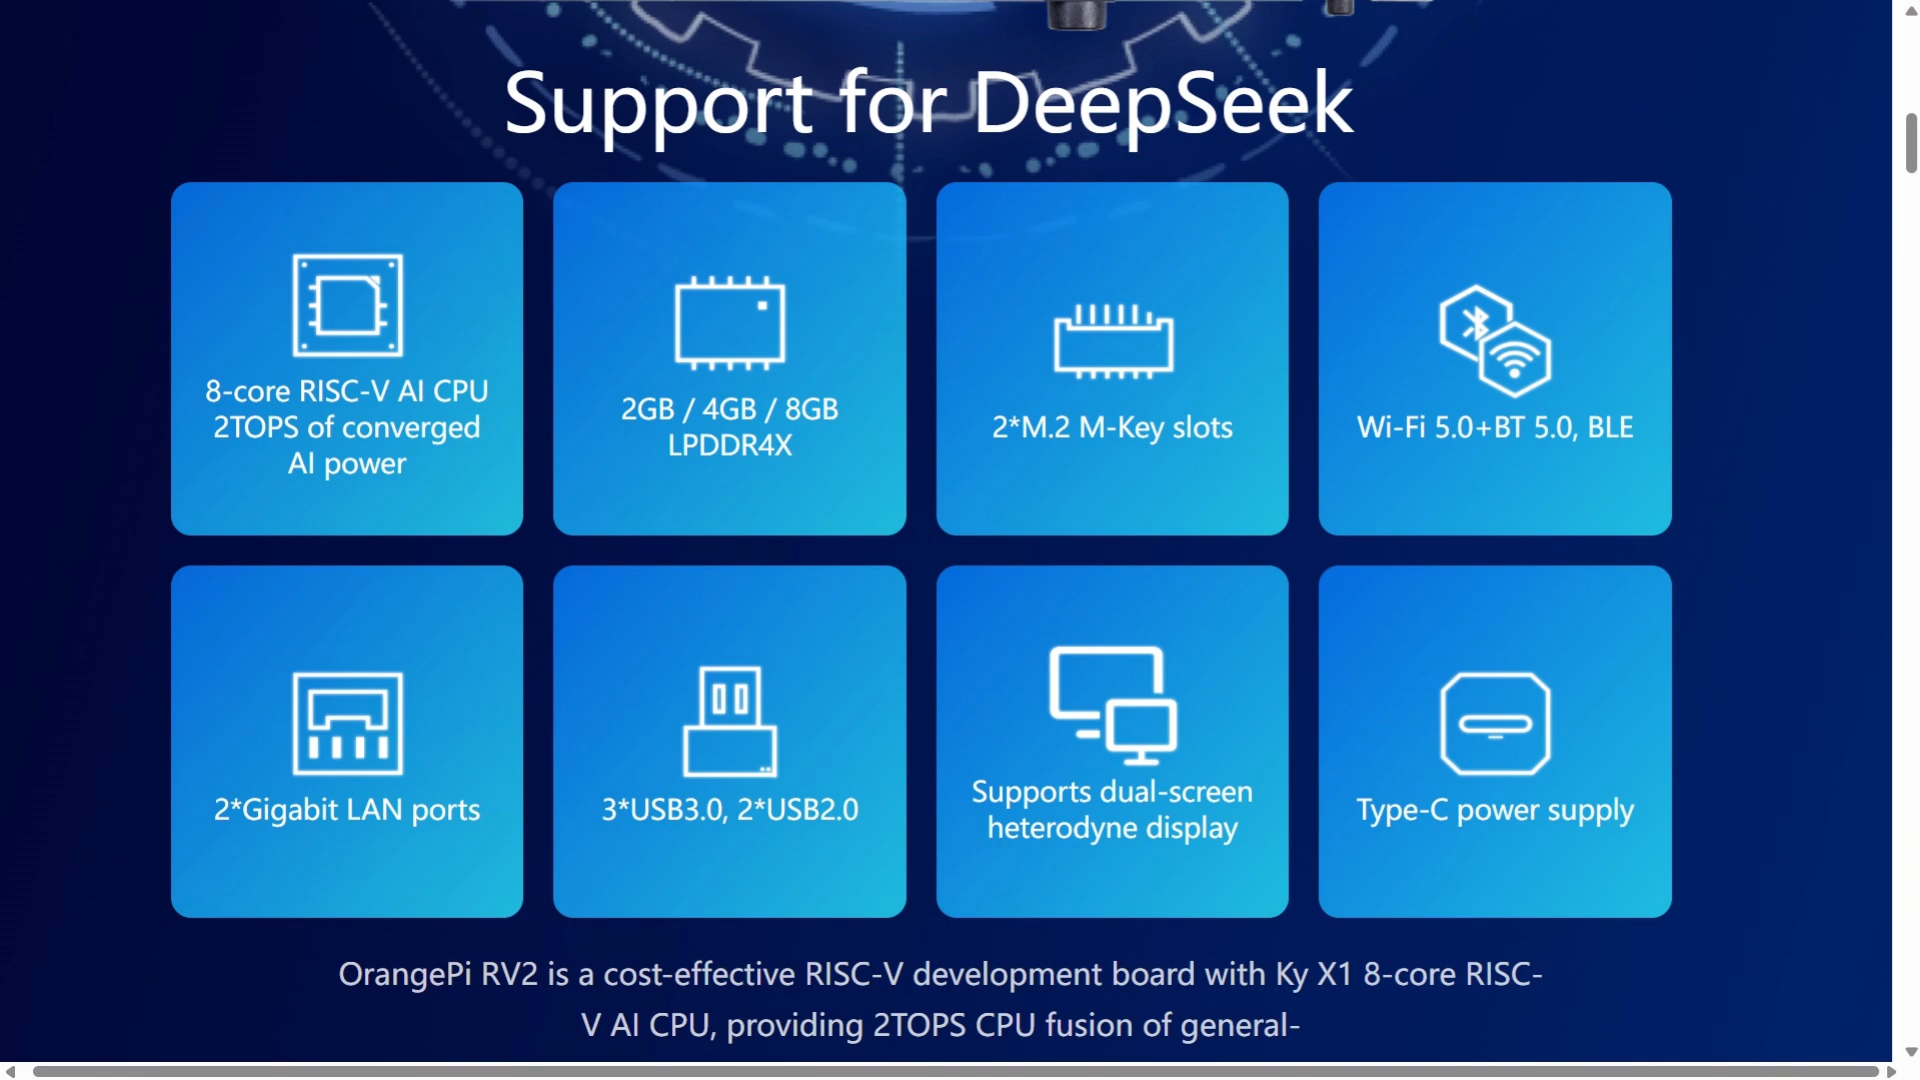 Support for DeepSeek
8-core RISC-V AI CPU
2TOPS of converged
AI power
2GB / 4GB / 8GB
LPDDR4X
2*M.2 M-Key slots
Wi-Fi 5.0+BT 5.0, BLE
2*Gigabit LAN ports
3*USB3.0, 2*USB2.0
Supports dual-screen
heterodyne display
Type-C power supply
OrangePi RV2 is a cost-effective RISC-V development board with Ky X1 8-core RISC-
V AI CPU, providing 2TOPS CPU fusion of general-